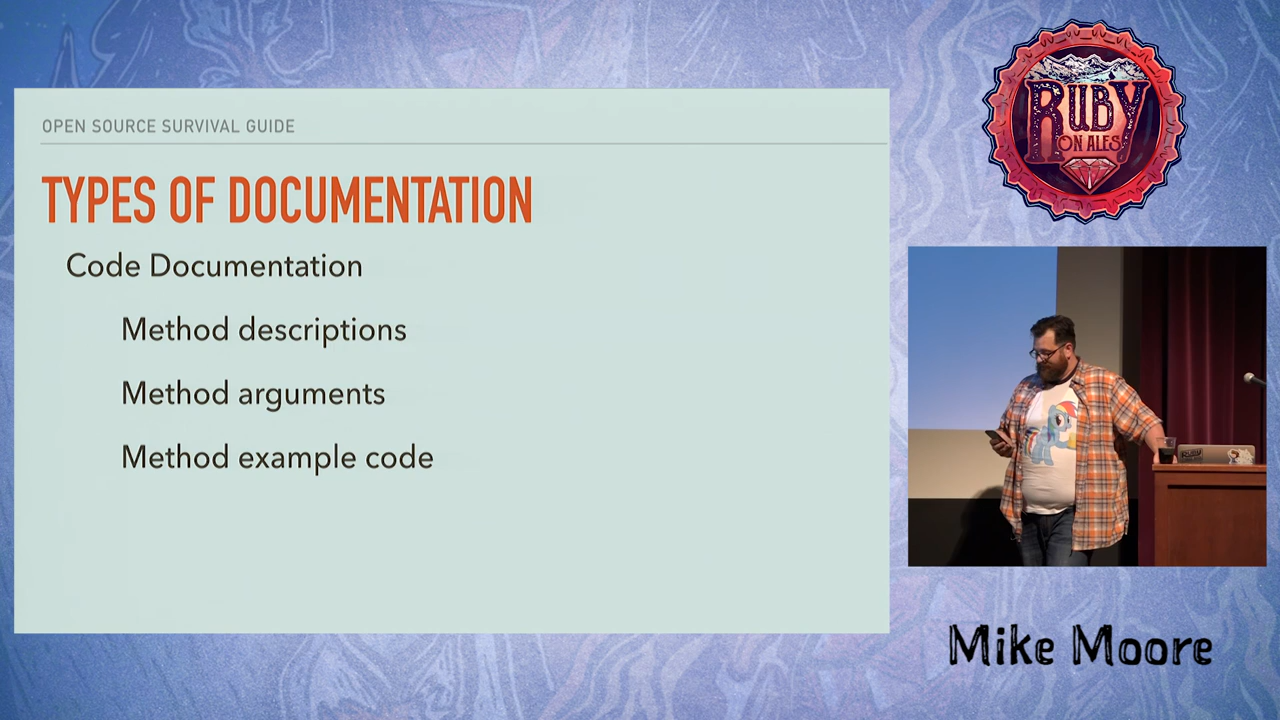 OPEN SOURCE SURVIVAL GUIDE
TYPES OF DOCUMENTATION
Code Documentation
Method descriptions
Method arguments
Method example code
RUBY
ON ALES
Mike Moore